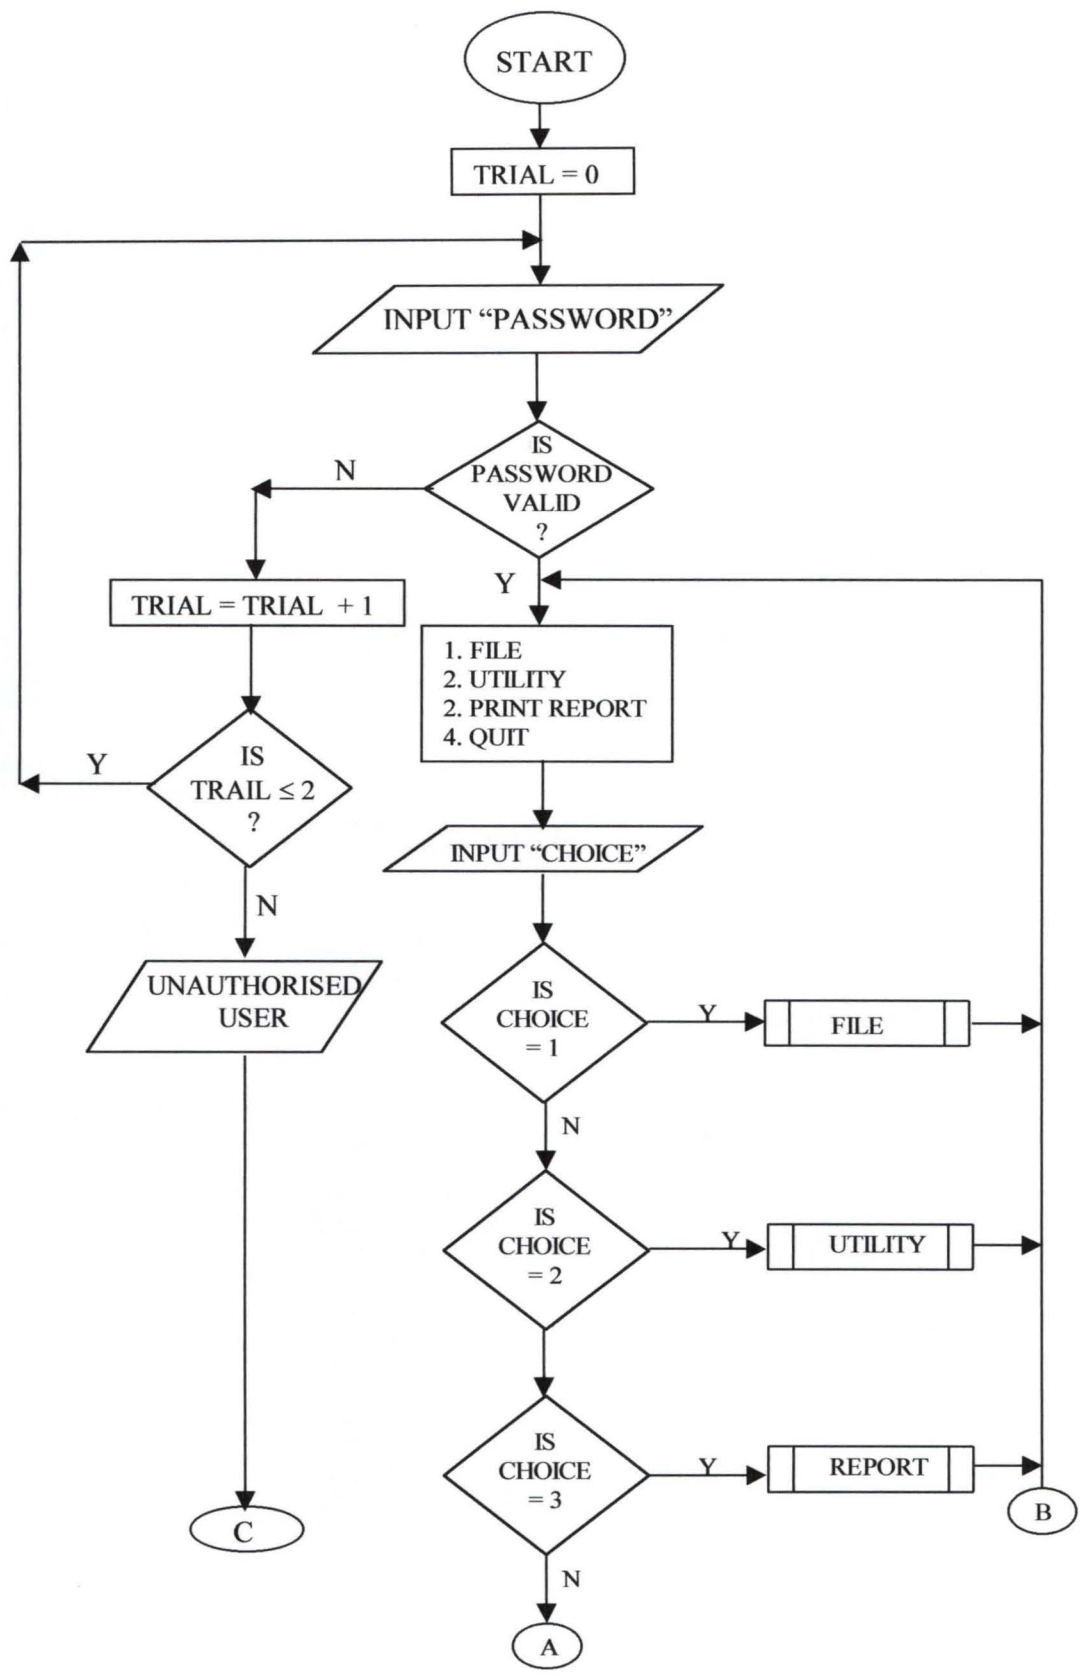 START
TRIAL = 0
INPUT “PASSWORD”
IS
PASSWORD
VALID
?
N
Y
TRIAL = TRIAL + 1
1. FILE
2. UTILITY
2. PRINT REPORT
4. QUIT
IS
TRAIL ≤ 2
?
Y
N
INPUT “CHOICE”
UNAUTHORISED
USER
IS
CHOICE
= 1
Y
FILE
N
IS
CHOICE
= 2
Y
UTILITY
IS
CHOICE
= 3
Y
REPORT
B
C
N
A